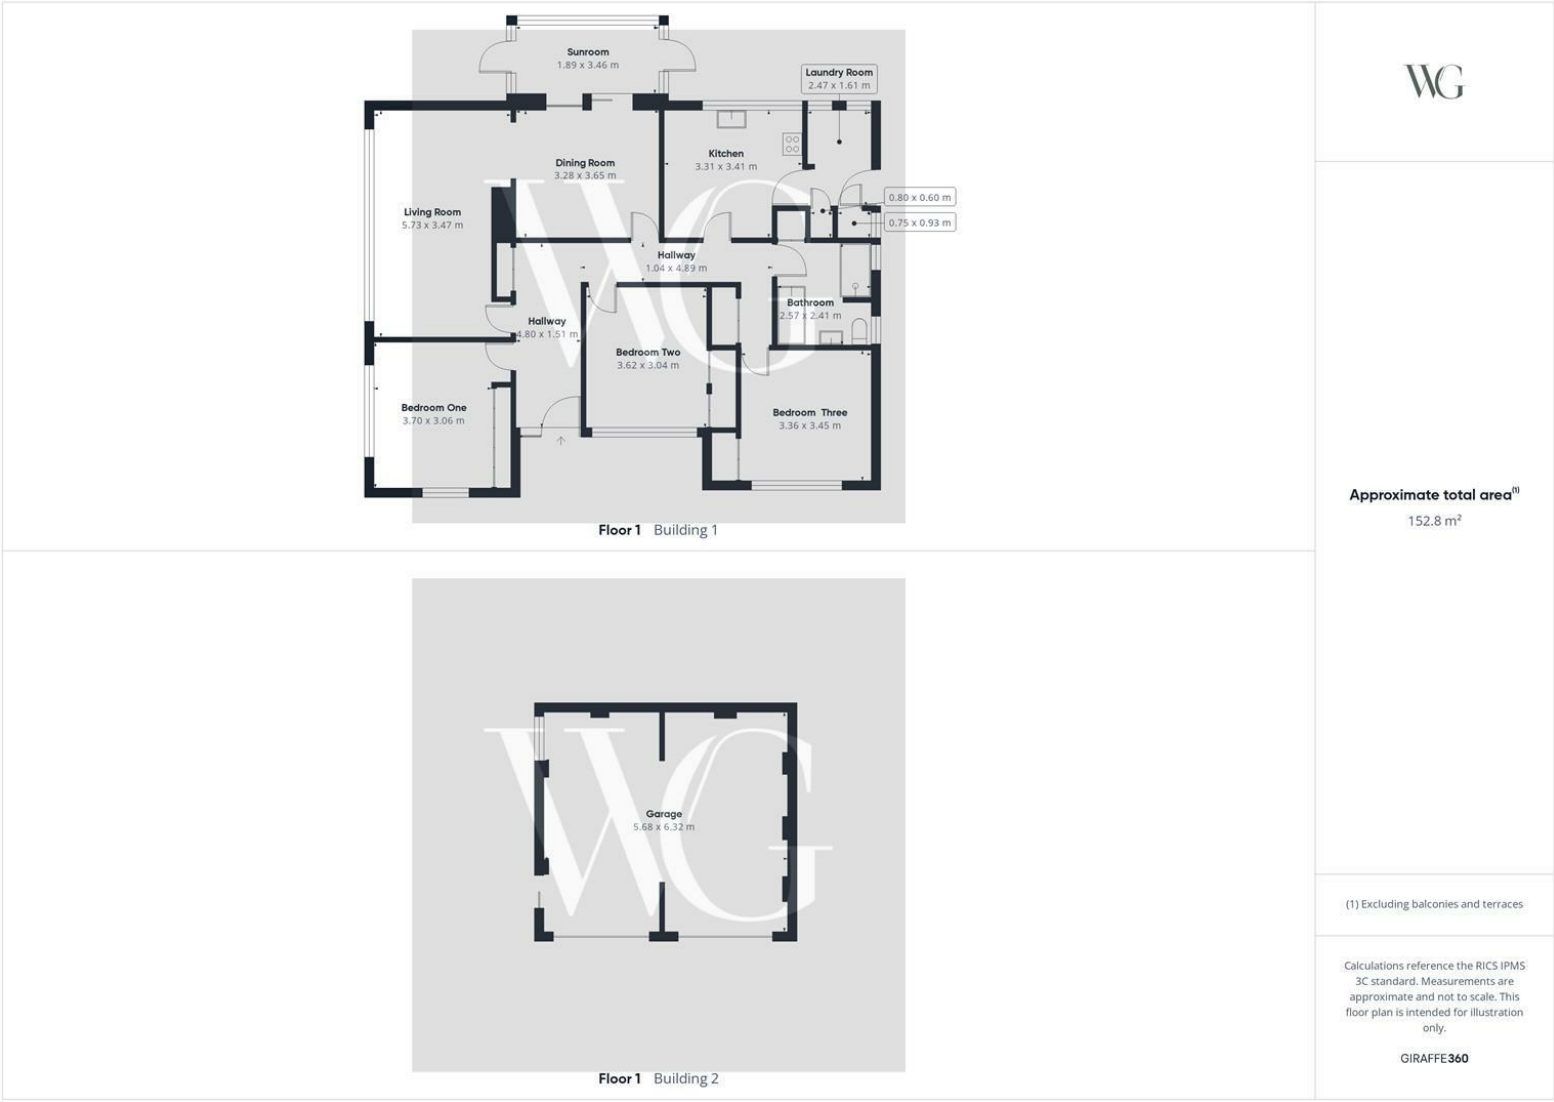 Sunroom
1.89 x 3.46 m
Laundry Room
2.47 x 1.61 m
Dining Room
3.28 x 3.65 m
Kitchen
3.31 x 3.41 m
Living Room
5.73 x 3.47 m
0.80 x 0.60 m
0.75 x 0.93 m
Hallway
1.04 x 4.89 m
Hallway
4.80 x 1.51 m
Bathroom
2.57 x 2.41 m
Bedroom Two
3.62 x 3.04 m
Bedroom One
3.70 x 3.06 m
Bedroom Three
3.36 x 3.45 m
WG
Floor 1 Building 1
Garage
5.68 x 6.32 m
WG
Floor 1 Building 2
WG
Approximate total area(1)
152.8 m²
(1) Excluding balconies and terraces
Calculations reference the RICS IPMS
3C standard. Measurements are
approximate and not to scale. This
floor plan is intended for illustration
only.
GIRAFFE360